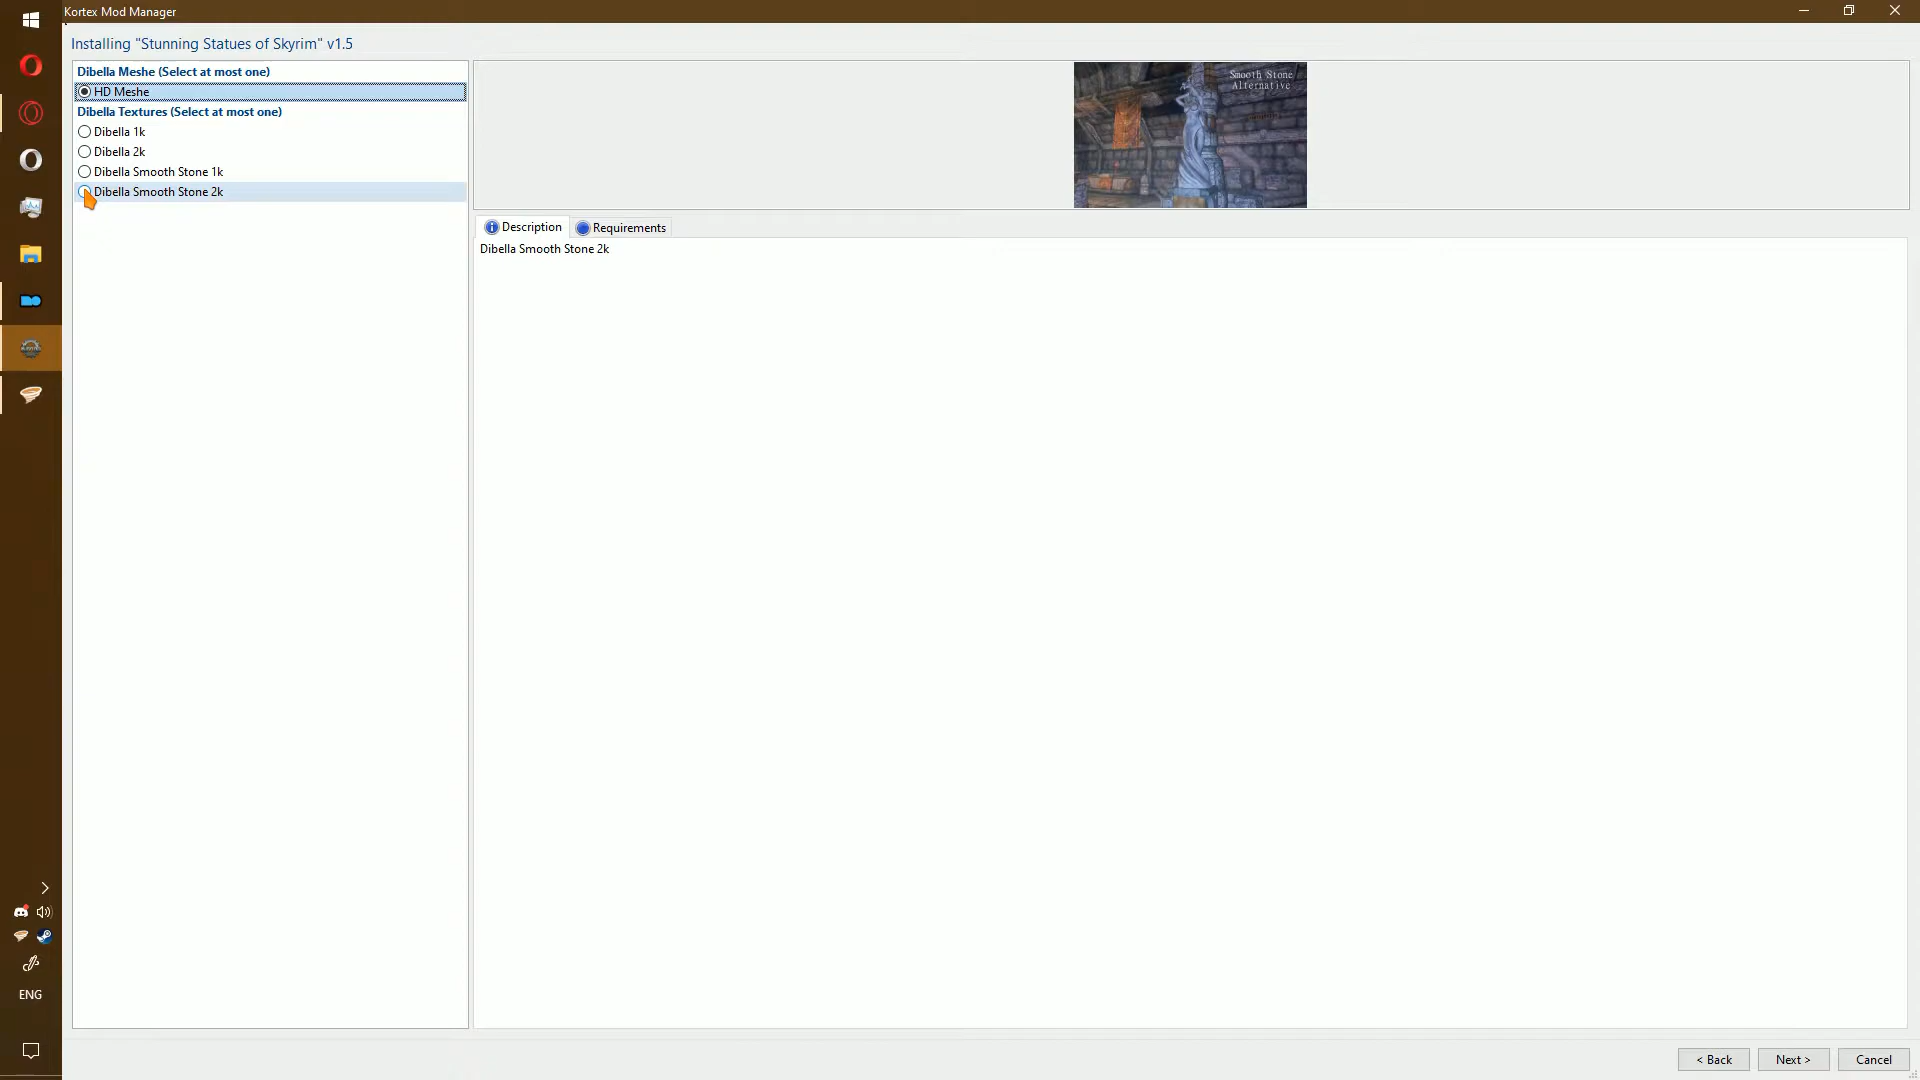 Kortex Mod Manager
Installing "Stunning Statues of Skyrim" v1.5
Dibella Meshe (Select at most one)
HD Meshe
Dibella Textures (Select at most one)
Dibella 1k
Dibella 2k
Dibella Smooth Stone 1k
Dibella Smooth Stone 2k
Smooth Stone
Alternative
Description
Requirements
Dibella Smooth Stone 2k
ENG
< Back
Next >
Cancel